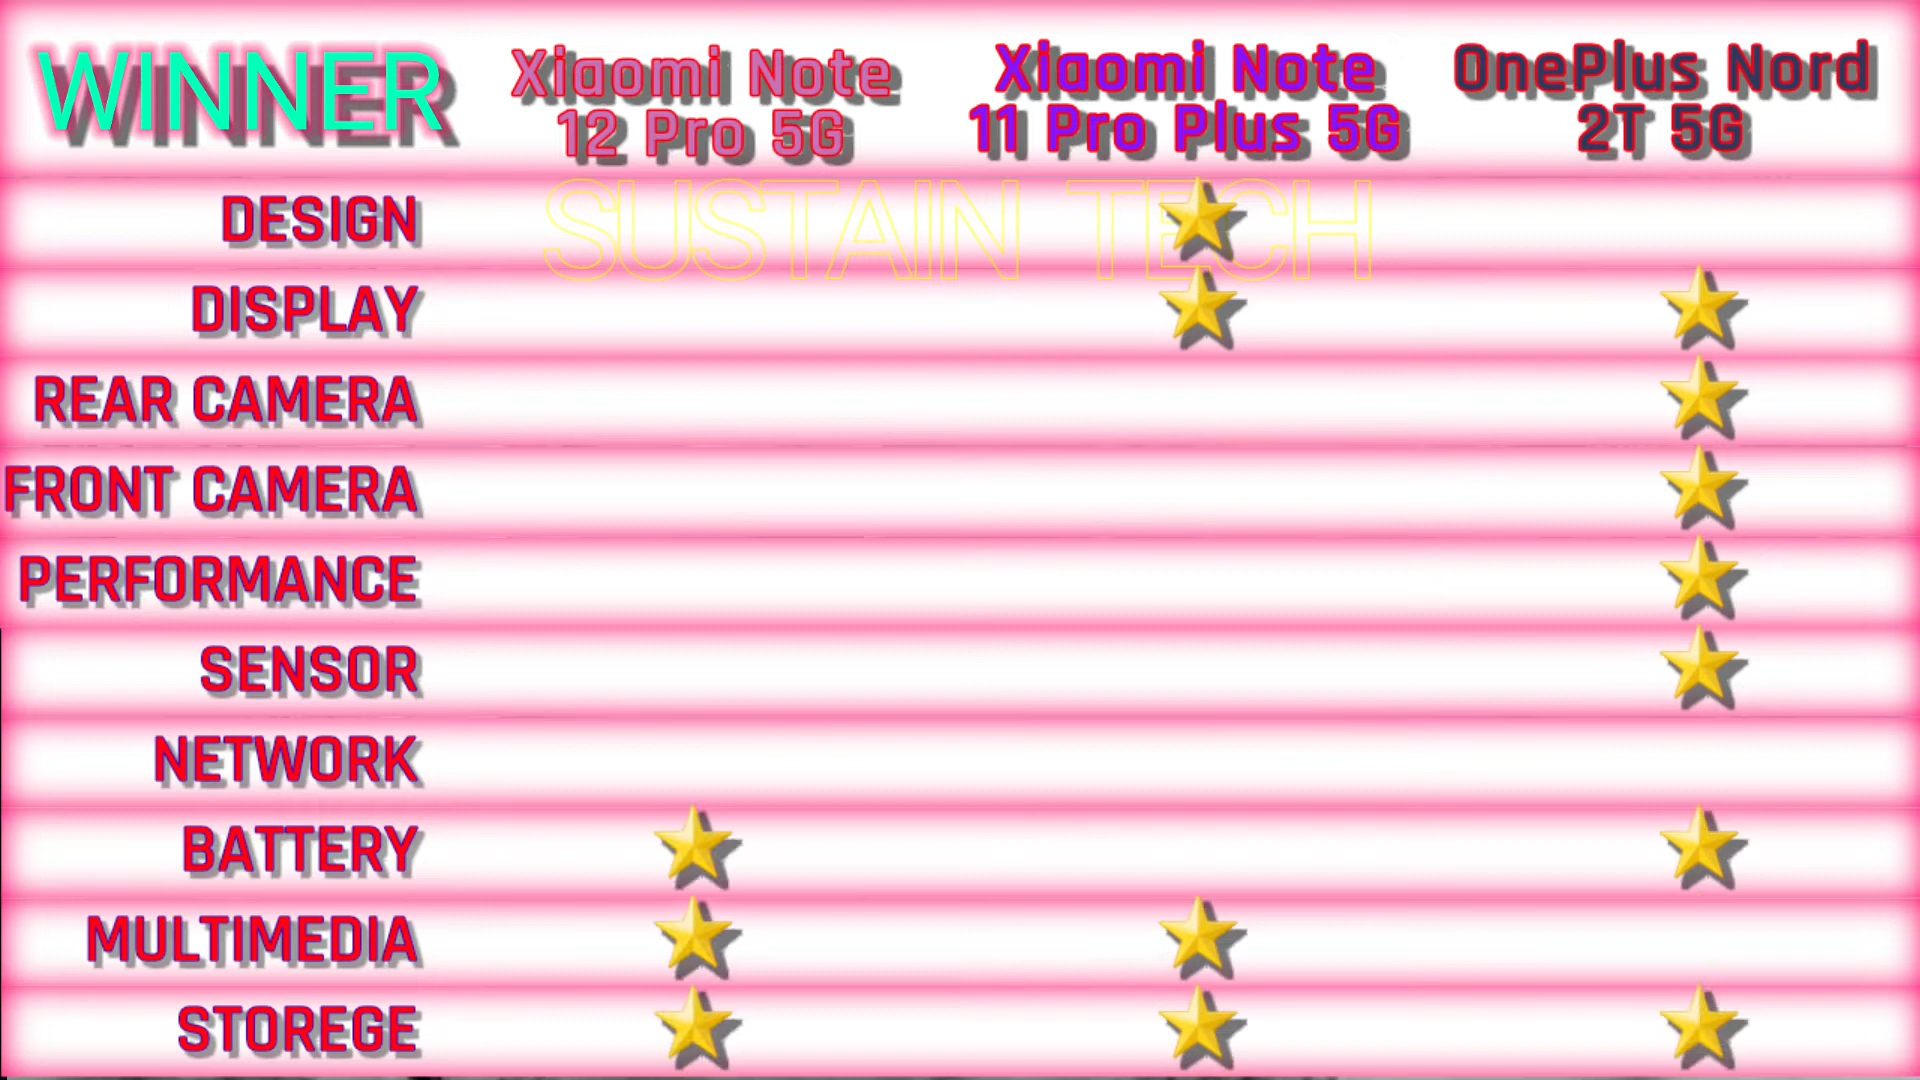 WINNER
Xiaomi Note
12 Pro 5G
Xiaomi Note
11 Pro Plus 5G
OnePlus Nord
2T 5G
SUSTAIN TECH
DESIGN
DISPLAY
REAR CAMERA
FRONT CAMERA
PERFORMANCE
SENSOR
NETWORK
BATTERY
MULTIMEDIA
STOREGE